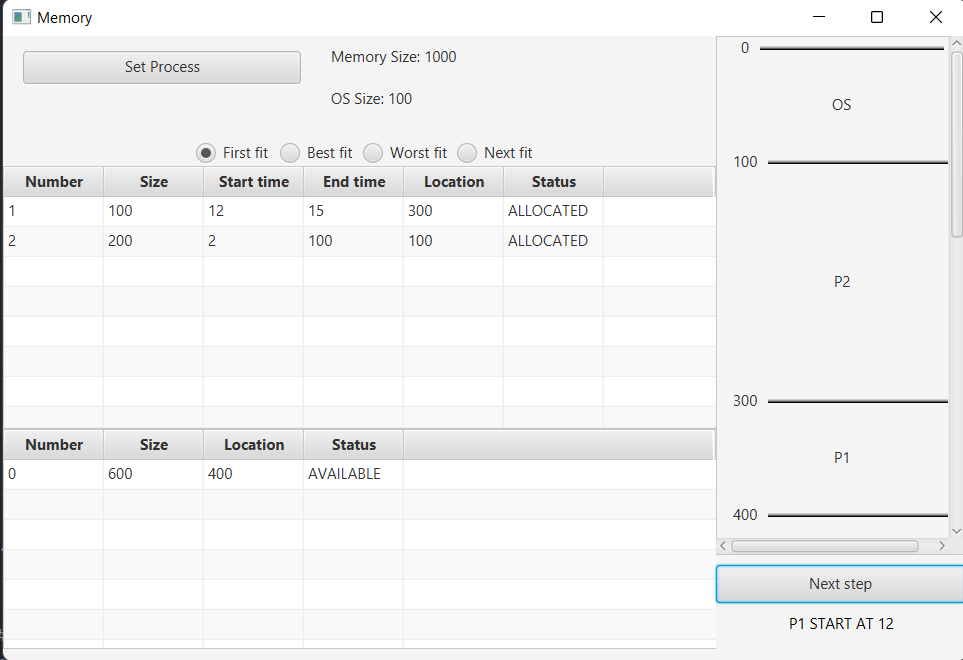 Memory
Set Process
Memory Size: 1000
OS Size: 100
First fit Best fit Worst fit Next fit
Number Size Start time End time Location Status
1 100 12 15 300 ALLOCATED
2 200 2 100 100 ALLOCATED
Number Size Location Status
0 600 400 AVAILABLE
0
OS
100
P2
300
P1
400
Next step
P1 START AT 12